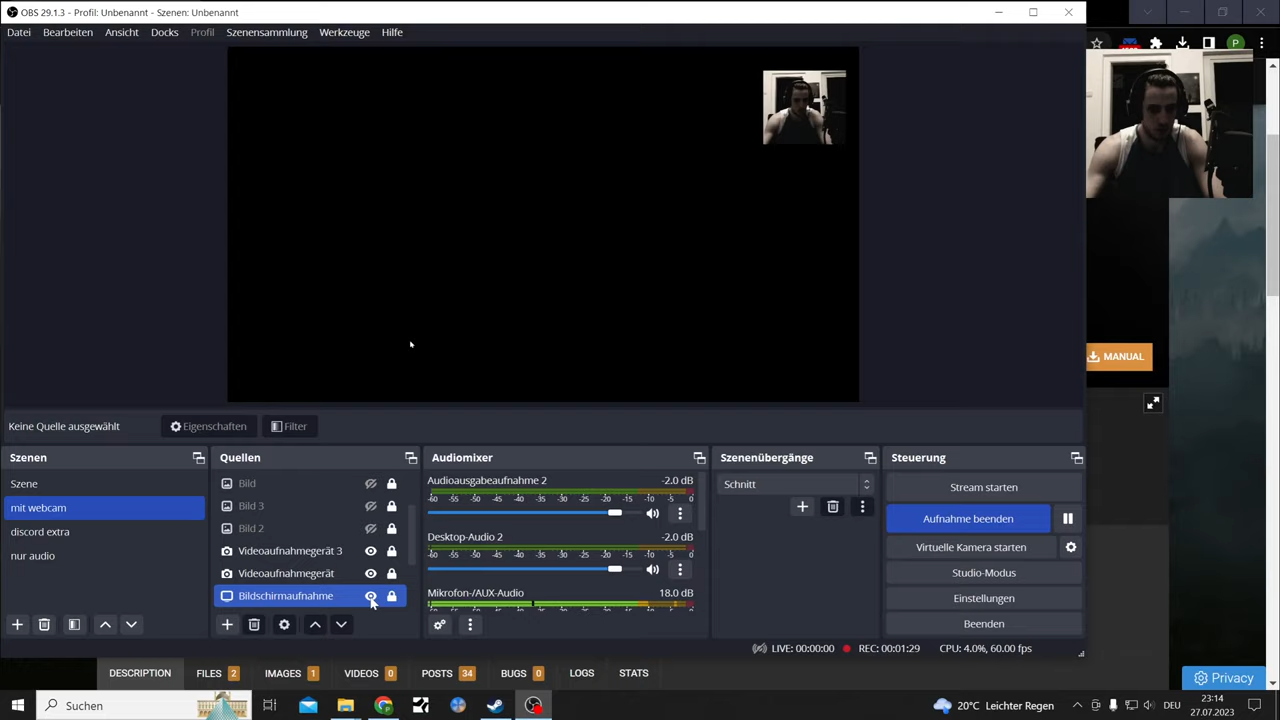 OBS 29.1.3 - Profil: Unbenannt - Szenen: Unbenannt
Datei Bearbeiten Ansicht Docks Profil Szenensammlung Werkzeuge Hilfe
P
MANUAL
Keine Quelle ausgewählt Eigenschaften Filter
Szenen Quellen Audiomixer Szenenübergänge Steuerung
Szene
mit webcam
discord extra
nur audio
Bild
Bild 3
Bild 2
Videoaufnahmegerät 3
Videoaufnahmegerät
Bildschirmaufnahme
Audioausgabeaufnahme 2 -2.0 dB
-60 -55 -50 -45 -40 -35 -30 -25 -20 -15 -10 -5 0
Desktop-Audio 2 -2.0 dB
-60 -55 -50 -45 -40 -35 -30 -25 -20 -15 -10 -5 0
Mikrofon-/AUX-Audio 18.0 dB
Schnitt
Stream starten
Aufnahme beenden
Virtuelle Kamera starten
Studio-Modus
Einstellungen
Beenden
LIVE: 00:00:00 REC: 00:01:29 CPU: 4.0%, 60.00 fps
DESCRIPTION FILES 2 IMAGES 1 VIDEOS 0 POSTS 34 BUGS 0 LOGS STATS
Privacy
Suchen
20°C Leichter Regen
DEU
23:14
27.07.2023